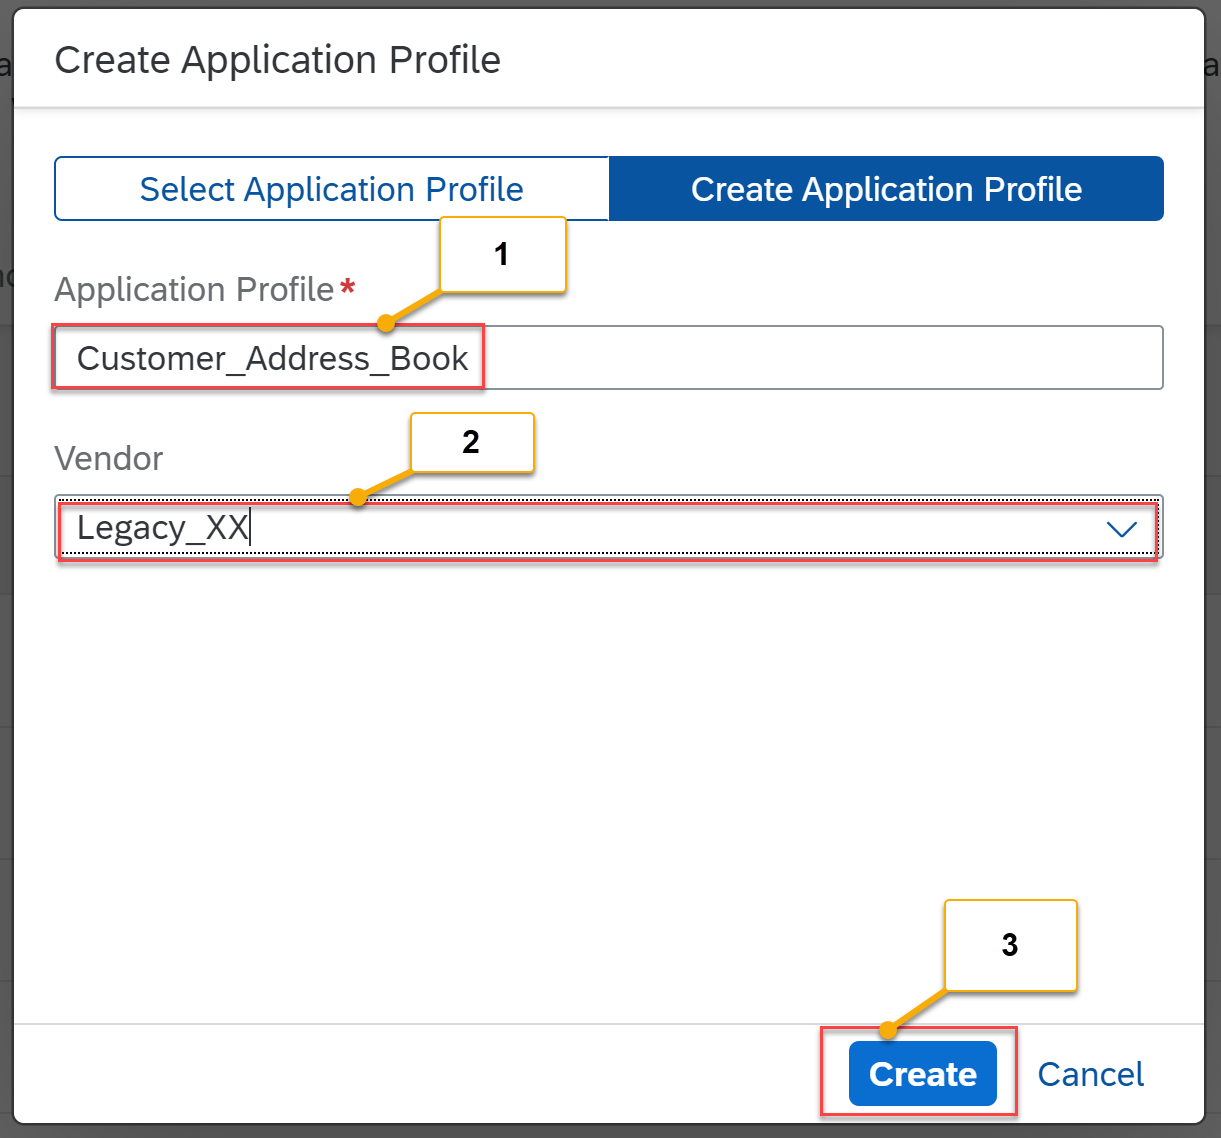 Create Application Profile
Select Application Profile
Create Application Profile
1
Application Profile*
Customer_Address_Book
2
Vendor
Legacy_XX
3
Create
Cancel